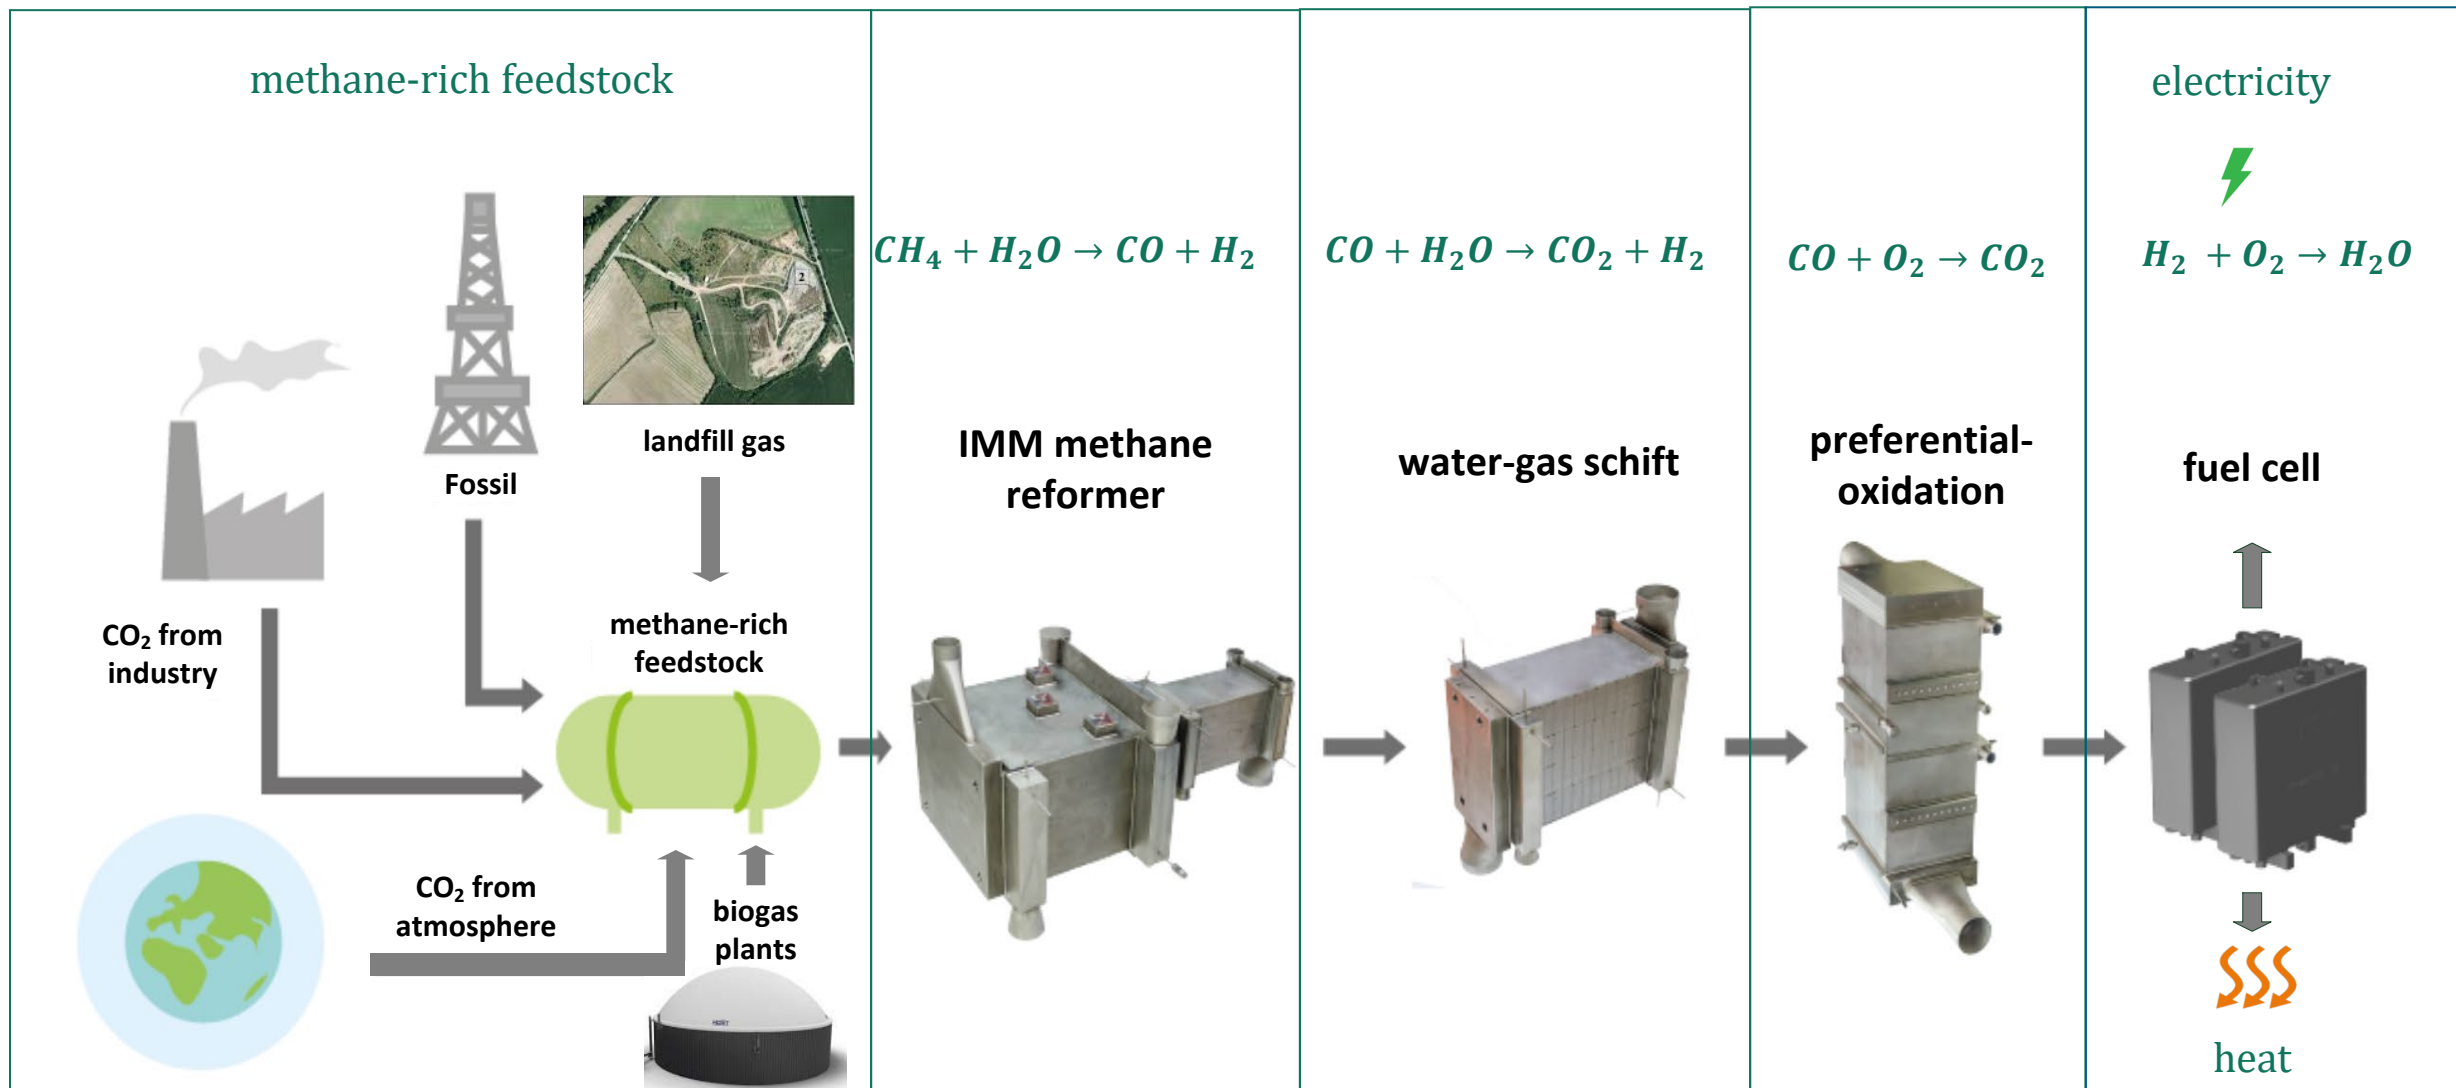 methane-rich feedstock
electricity
CH₄ + H₂O → CO + H₂
CO + H₂O → CO₂ + H₂
CO + O₂ → CO₂
H₂ + O₂ → H₂O
2
landfill gas
Fossil
IMM methane
reformer
water-gas schift
preferential-
oxidation
fuel cell
CO₂ from
industry
methane-rich
feedstock
CO₂ from
atmosphere
biogas
plants
heat